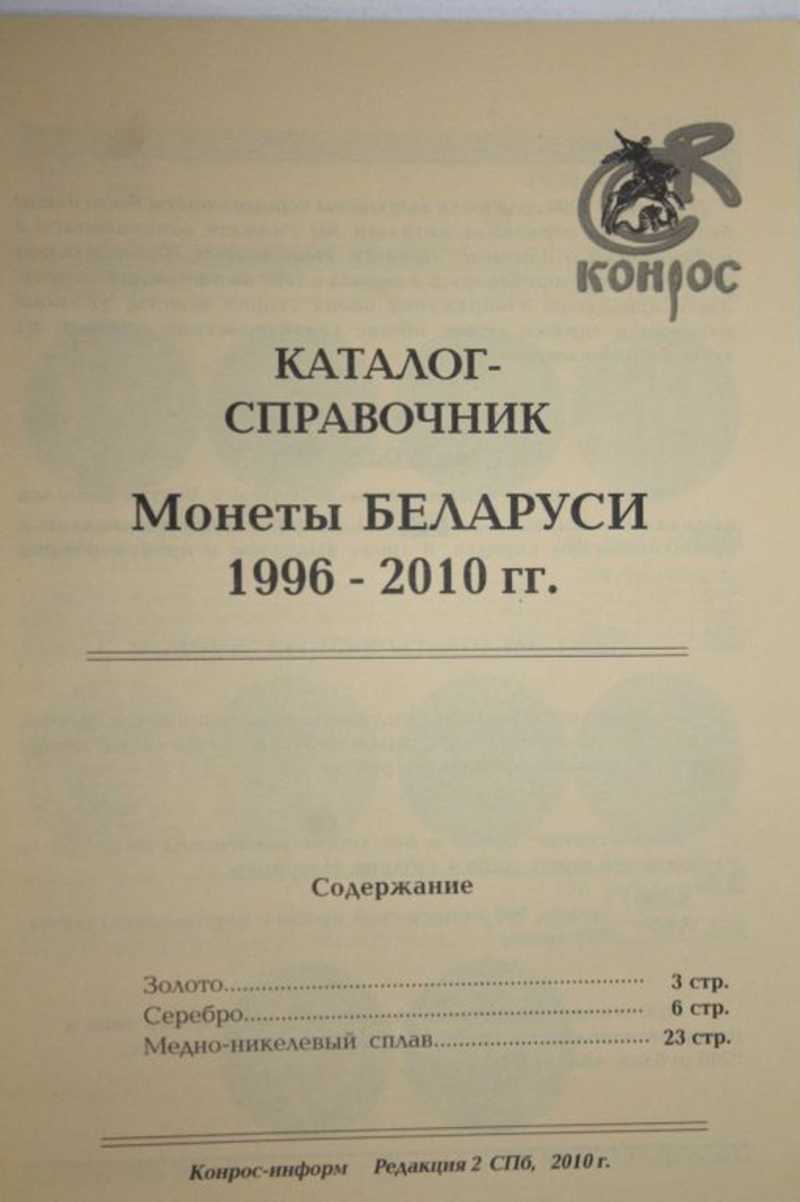 КОНРОС
КАТАЛОГ-
СПРАВОЧНИК
Монеты БЕЛАРУСИ
1996 - 2010 гг.
Содержание
Золото 3 стр.
Серебро 6 стр.
Медно-никелевый сплав 23 стр.
Конрос-информ Редакция 2 СПб, 2010 г.